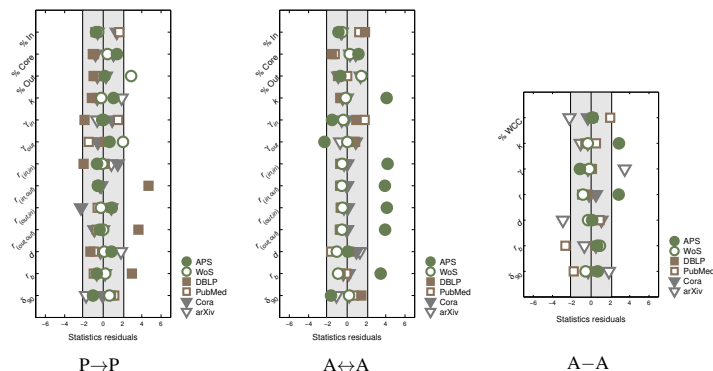 % In
% Core
% Out
k
γin
γout
r(in,in)
r(in,out)
r(out,in)
r(out,out)
d
rb
δ90
−6 −4 −2 0 2 4 6
Statistics residuals
APS
WoS
DBLP
PubMed
Cora
arXiv
P→P
% In
% Core
% Out
k
γin
γout
r(in,in)
r(in,out)
r(out,in)
r(out,out)
d
rb
δ90
−6 −4 −2 0 2 4 6
Statistics residuals
APS
WoS
DBLP
PubMed
Cora
arXiv
A↔A
% WCC
k
γ
r
d
rb
δ90
−6 −4 −2 0 2 4 6
Statistics residuals
APS
WoS
DBLP
PubMed
Cora
arXiv
A−A